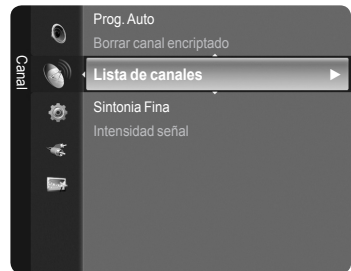 Canal
Prog. Auto
Borrar canal encriptado
Lista de canales
Sintonia Fina
Intensidad señal